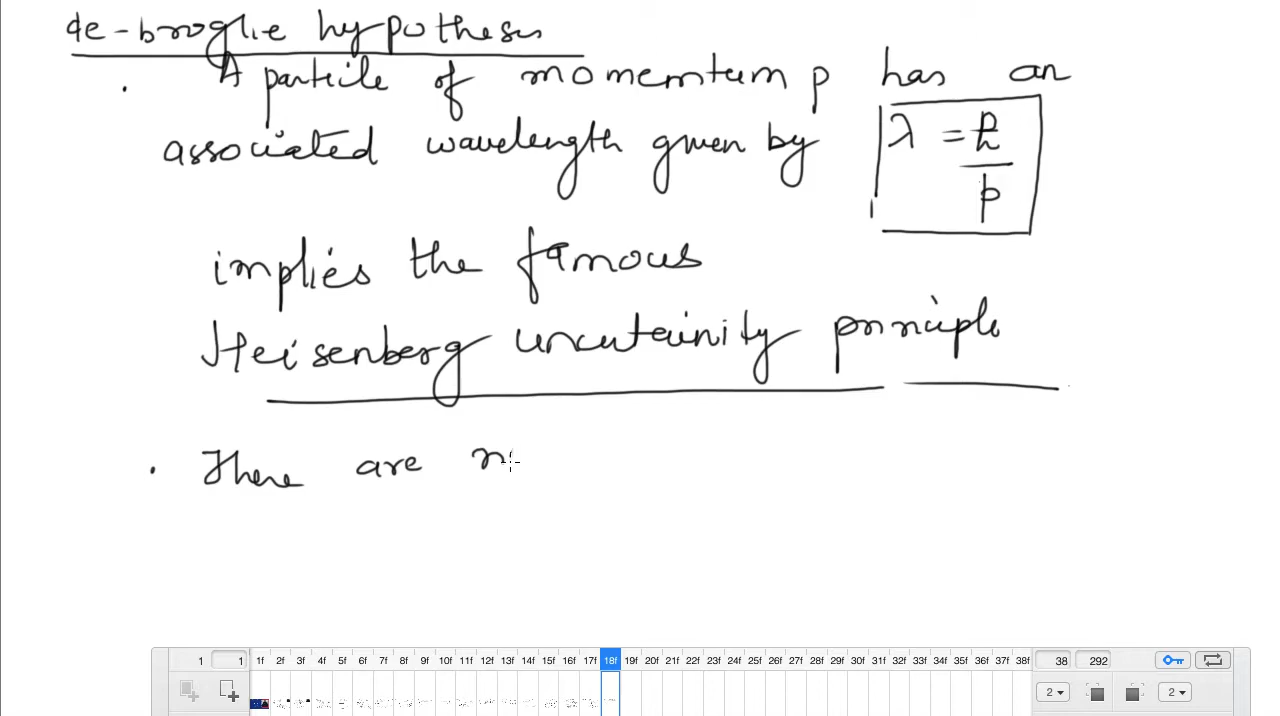 de-broglie hypothesis
. A particle of momemtum p has an
associated wavelength given by λ = ħ/p
implies the famous
Heisenberg uncertainity principle
. There are n
1 1 1f 2f 3f 4f 5f 6f 7f 8f 9f 10f 11f 12f 13f 14f 15f 16f 17f 18f 19f 20f 21f 22f 23f 24f 25f 26f 27f 28f 29f 30f 31f 32f 33f 34f 35f 36f 37f 38f 38 292
2 2